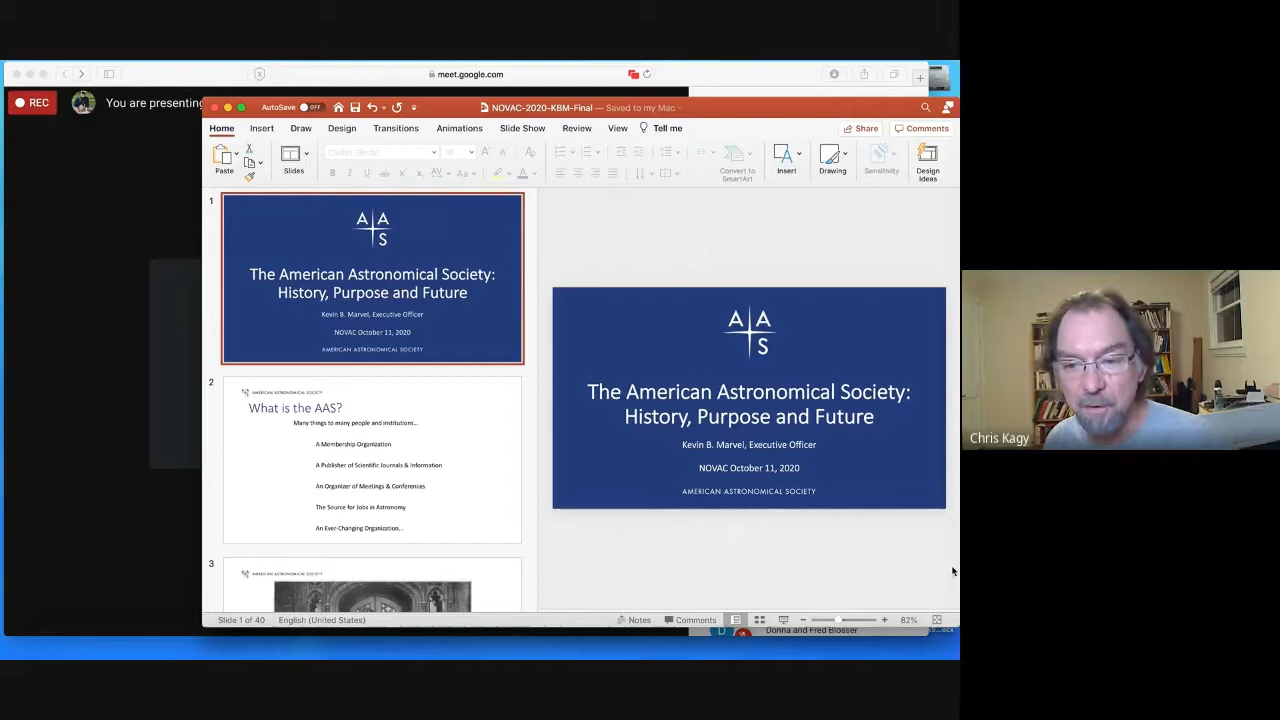 meet.google.com
REC
You are presenting
AutoSave OFF
NOVAC-2020-KBM-Final — Saved to my Mac
Home Insert Draw Design Transitions Animations Slide Show Review View Tell me
Share Comments
Calibri (Body) 18
Paste
Slides
Convert to SmartArt
Insert
Drawing
Sensitivity
Design Ideas
1
A A
S
The American Astronomical Society:
History, Purpose and Future
Kevin B. Marvel, Executive Officer
NOVAC October 11, 2020
AMERICAN ASTRONOMICAL SOCIETY
2
AMERICAN ASTRONOMICAL SOCIETY
What is the AAS?
Many things to many people and institutions...
A Membership Organization
A Publisher of Scientific Journals & Information
An Organizer of Meetings & Conferences
The Source for Jobs in Astronomy
An Ever-Changing Organization...
3
AMERICAN ASTRONOMICAL SOCIETY
A A
S
The American Astronomical Society:
History, Purpose and Future
Kevin B. Marvel, Executive Officer
NOVAC October 11, 2020
AMERICAN ASTRONOMICAL SOCIETY
Chris Kagy
Slide 1 of 40 English (United States)
Notes Comments 82%
Donna and Fred Blosser